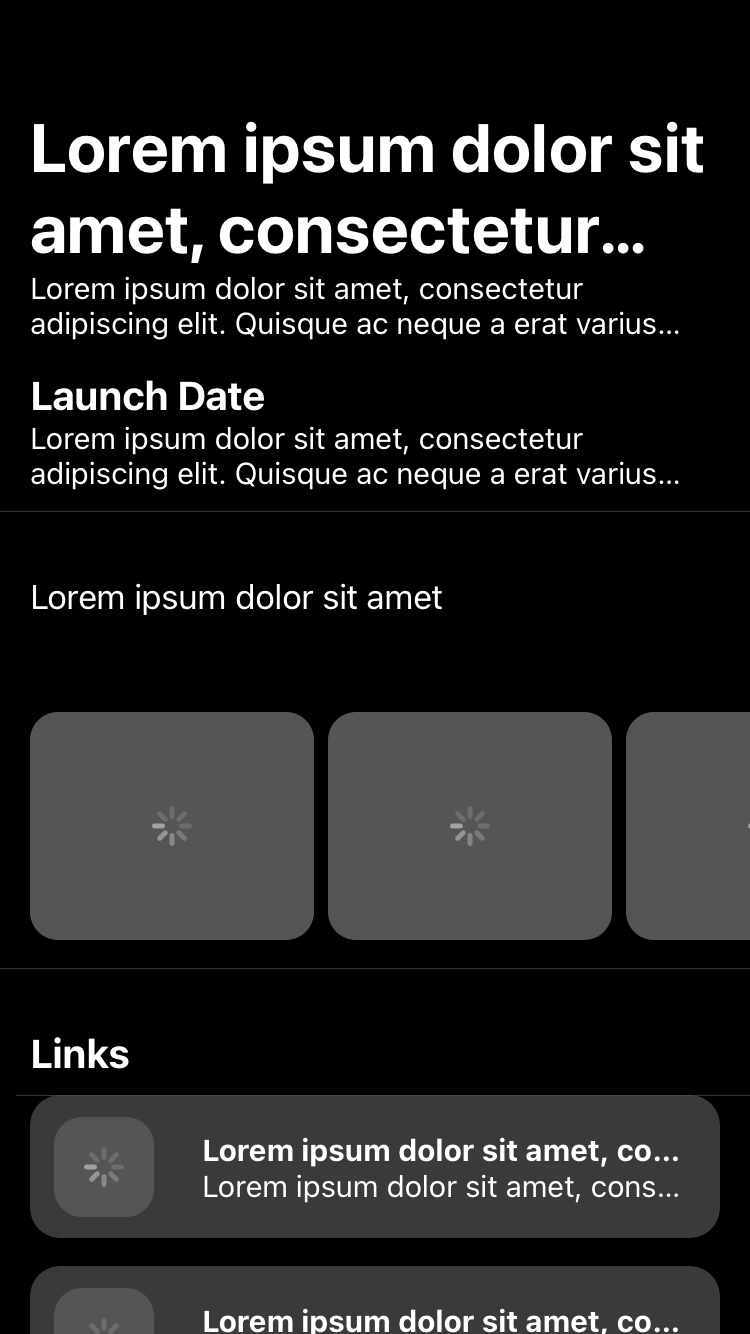 Lorem ipsum dolor sit
amet, consectetur...
Lorem ipsum dolor sit amet, consectetur
adipiscing elit. Quisque ac neque a erat varius...
Launch Date
Lorem ipsum dolor sit amet, consectetur
adipiscing elit. Quisque ac neque a erat varius...
Lorem ipsum dolor sit amet
Links
Lorem ipsum dolor sit amet, co...
Lorem ipsum dolor sit amet, cons...
Lorem ipsum dolor sit amet, co...